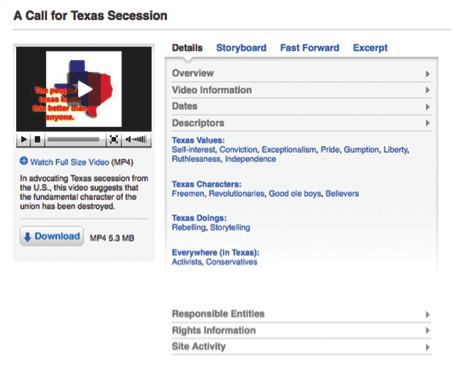 A Call for Texas Secession
The people
texas know
this better than
anyone.
Watch Full Size Video (MP4)
In advocating Texas secession from
the U.S., this video suggests that
the fundamental character of the
union has been destroyed.
Download MP4 5.3 MB
Details Storyboard Fast Forward Excerpt
Overview
Video Information
Dates
Descriptors
Texas Values:
Self-interest, Conviction, Exceptionalism, Pride, Gumption, Liberty,
Ruthlessness, Independence
Texas Characters:
Freemen, Revolutionaries, Good ole boys, Believers
Texas Doings:
Rebelling, Storytelling
Everywhere (in Texas):
Activists, Conservatives
Responsible Entities
Rights Information
Site Activity